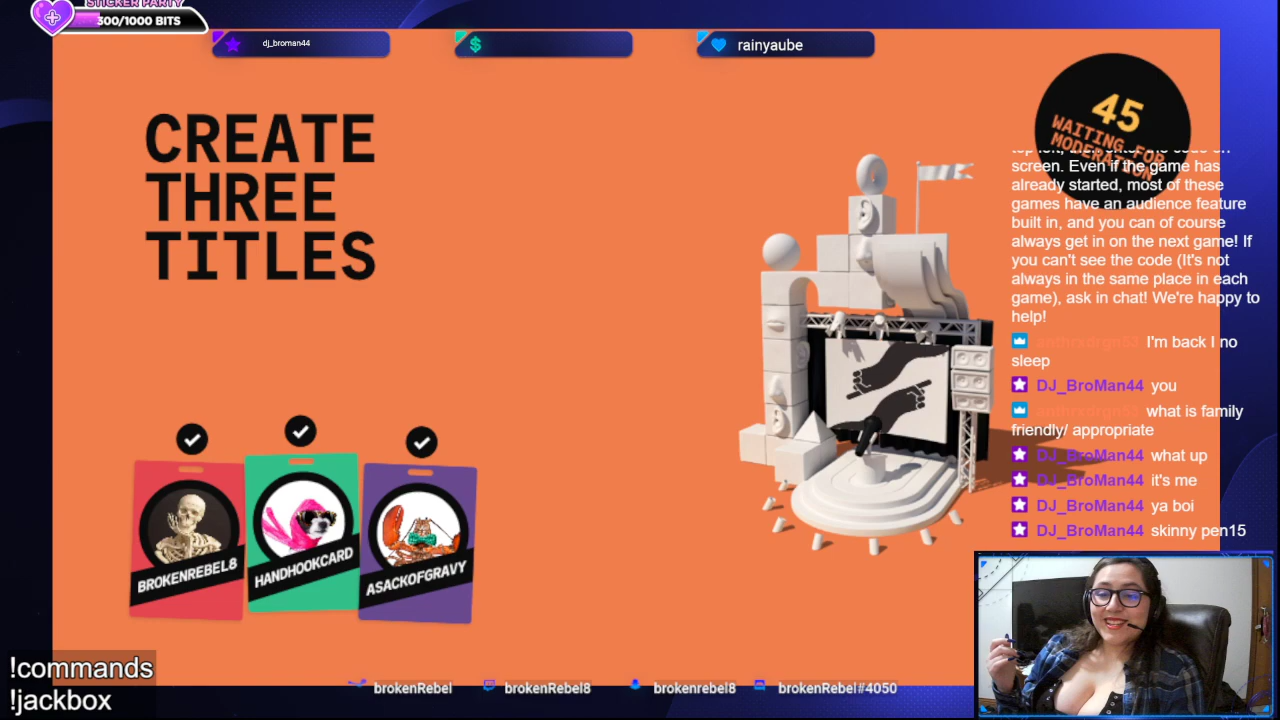 STICKER PARTY
300/1000 BITS
dj_broman44
$
rainyaube
CREATE
THREE
TITLES
45
WAITING FOR
MODERATION
screen. Even if the game has
already started, most of these
games have an audience feature
built in, and you can of course
always get in on the next game! If
you can't see the code (It's not
always in the same place in each
game), ask in chat! We're happy to
help!
I'm back I no
sleep
DJ_BroMan44 you
what is family
friendly/ appropriate
DJ_BroMan44 what up
DJ_BroMan44 it's me
DJ_BroMan44 ya boi
DJ_BroMan44 skinny pen15
BROKENREBEL8
HANDHOOKCARD
ASACKOFGRAVY
!commands
!jackbox
brokenRebel
brokenRebel8
brokenrebel8
brokenRebel#4050